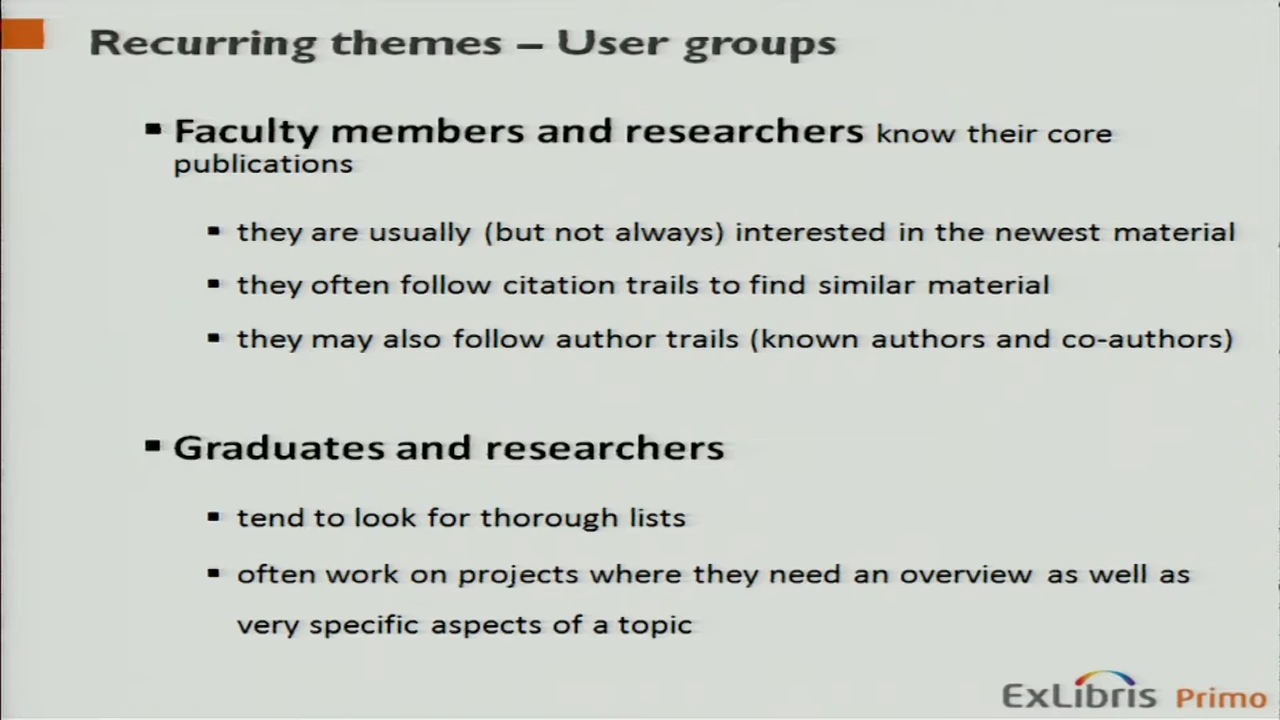 Recurring themes – User groups
▪ Faculty members and researchers know their core
publications
▪ they are usually (but not always) interested in the newest material
▪ they often follow citation trails to find similar material
▪ they may also follow author trails (known authors and co-authors)
▪ Graduates and researchers
▪ tend to look for thorough lists
▪ often work on projects where they need an overview as well as
very specific aspects of a topic
ExLibris Primo